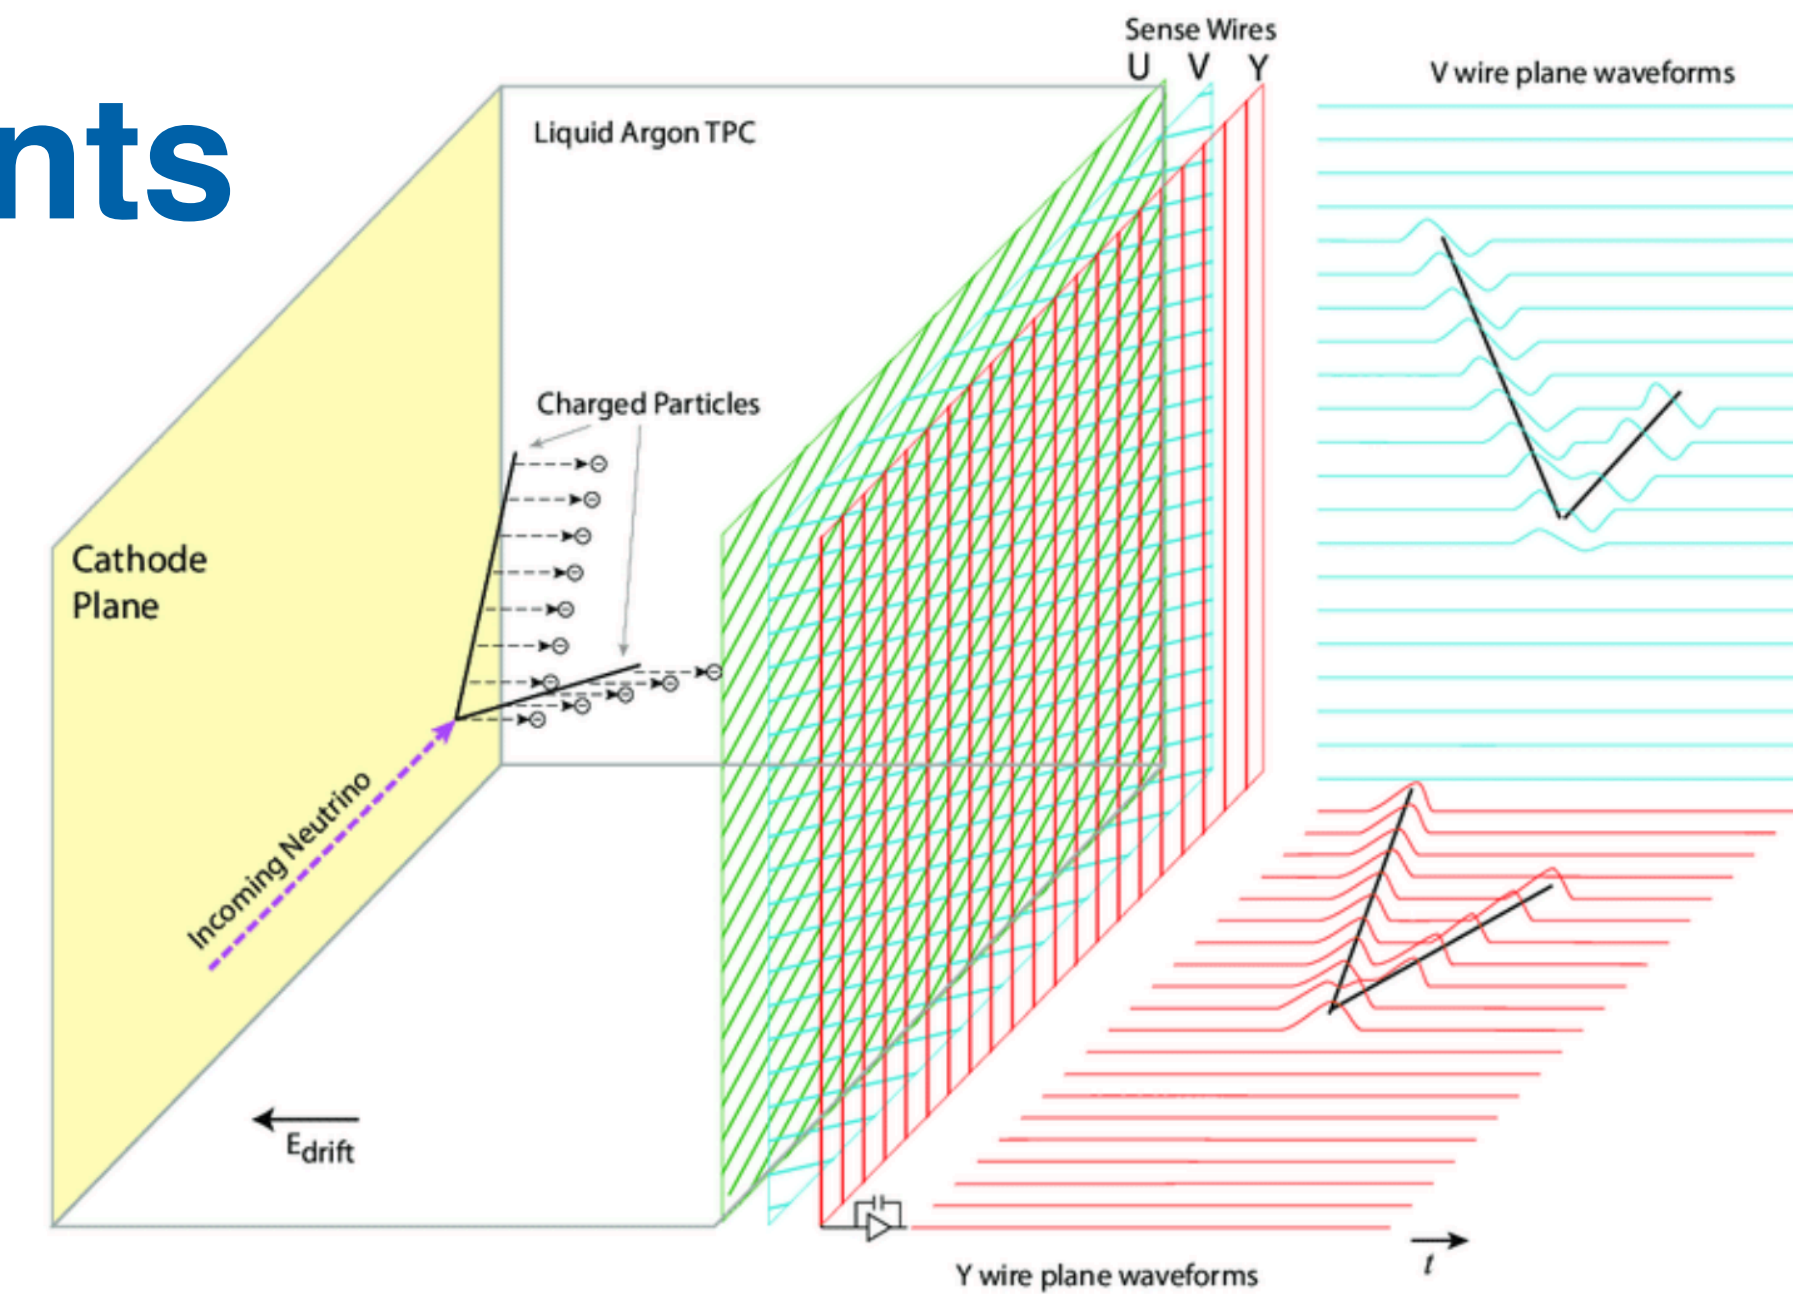 nts
Sense Wires
U V Y
V wire plane waveforms
Liquid Argon TPC
Charged Particles
Cathode
Plane
Incoming Neutrino
Edrift
t
Y wire plane waveforms